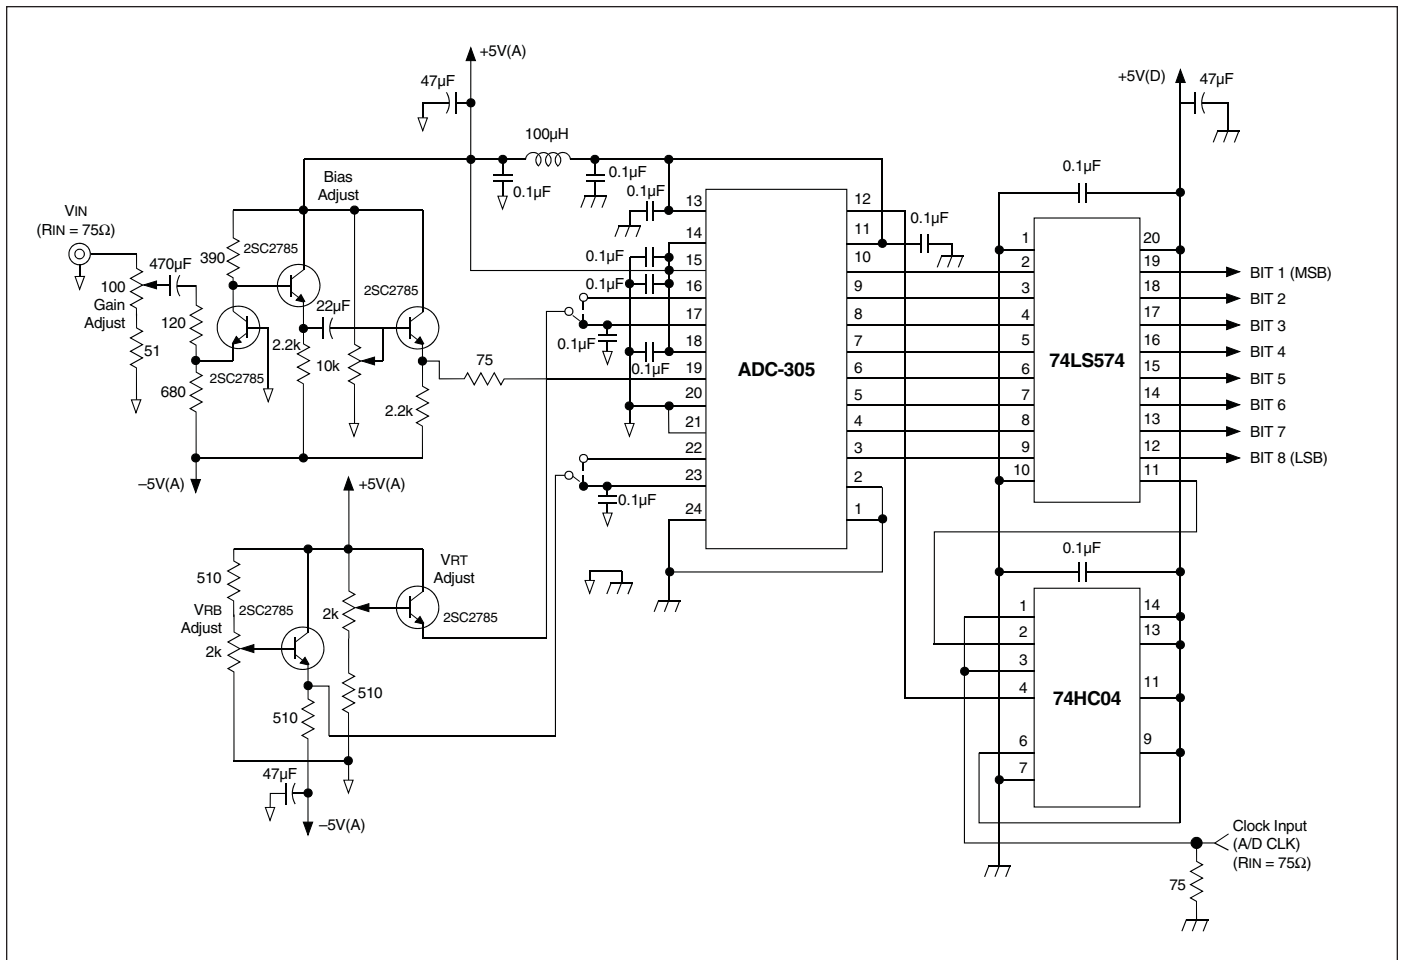 +5V(A)
47µF
+5V(D)
47µF
100µH
0.1µF
0.1µF
0.1µF
0.1µF
Bias
Adjust
VIN
(RIN = 75Ω)
390
2SC2785
470µF
100
Gain
Adjust
120
51
680
2SC2785
2.2k
22µF
10k
2SC2785
2.2k
75
–5V(A)
0.1µF
0.1µF
0.1µF
0.1µF
0.1µF
0.1µF
13
14
15
16
17
18
19
20
21
22
23
24
ADC-305
12
11
10
9
8
7
6
5
4
3
2
1
1
2
3
4
5
6
7
8
9
10
74LS574
20
19
18
17
16
15
14
13
12
11
BIT 1 (MSB)
BIT 2
BIT 3
BIT 4
BIT 5
BIT 6
BIT 7
BIT 8 (LSB)
+5V(A)
510
VRB
Adjust
2k
2SC2785
510
2k
VRT
Adjust
2SC2785
510
47µF
–5V(A)
0.1µF
1
2
3
4
6
7
74HC04
14
13
11
9
Clock Input
(A/D CLK)
(RIN = 75Ω)
75